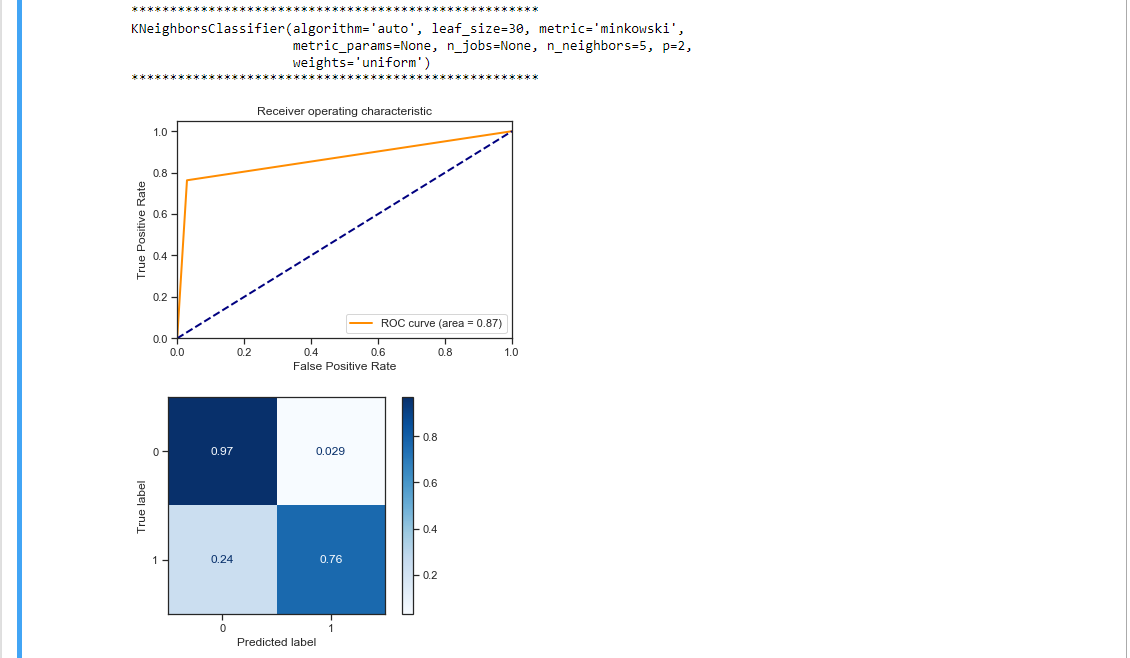 *****************************************************
KNeighborsClassifier(algorithm='auto', leaf_size=30, metric='minkowski',
metric_params=None, n_jobs=None, n_neighbors=5, p=2,
weights='uniform')
*****************************************************
Receiver operating characteristic
1.0
0.8
0.6
0.4
0.2
0.0
True Positive Rate
ROC curve (area = 0.87)
0.0 0.2 0.4 0.6 0.8 1.0
False Positive Rate
0.97 0.029
0.24 0.76
0
1
True label
0 1
Predicted label
0.8
0.6
0.4
0.2